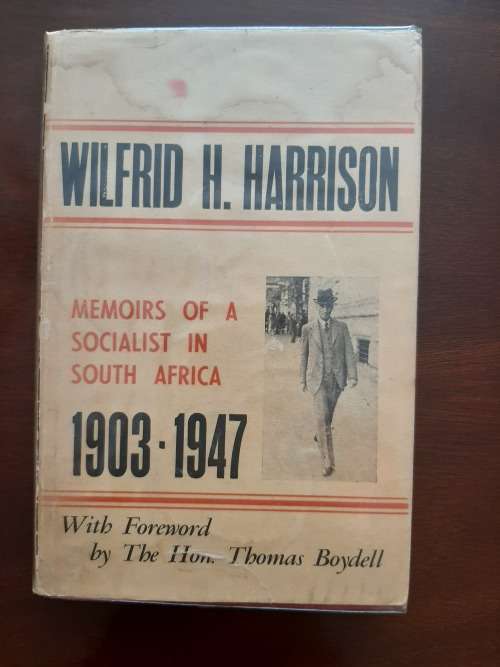 WILFRID H. HARRISON
MEMOIRS OF A
SOCIALIST IN
SOUTH AFRICA
1903·1947
With Foreword
by The Hon. Thomas Boydell